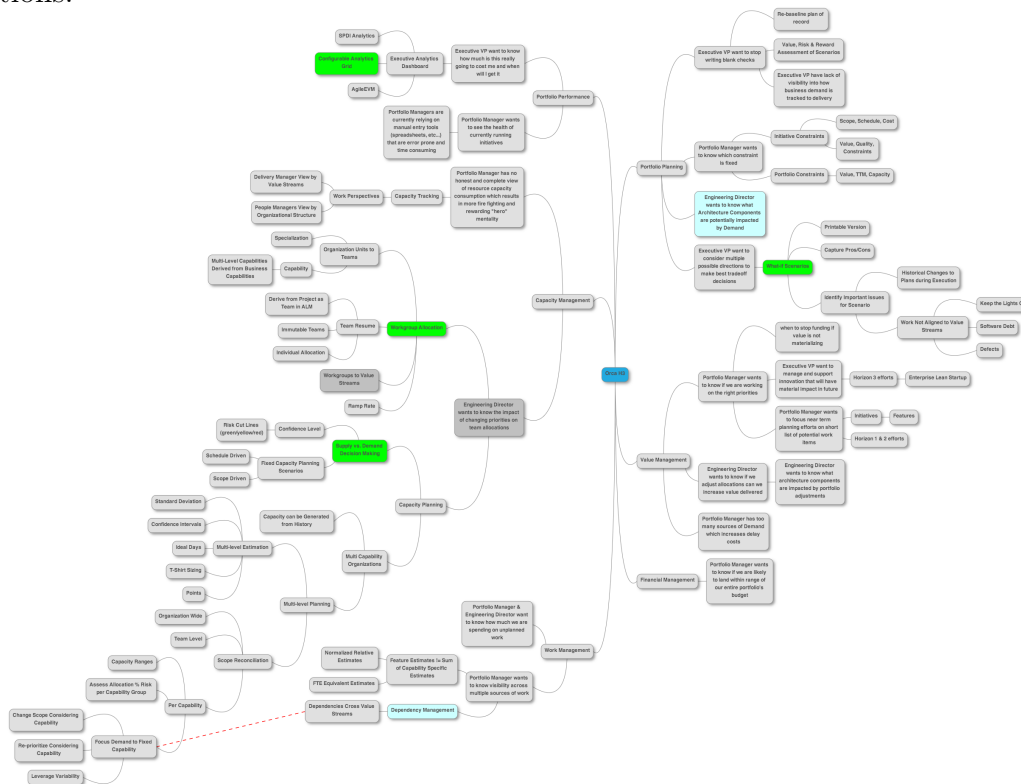 tions.
SPDI Analytics
Configurable Analytics
Grid
AgileEVM
Executive Analytics
Dashboard
Executive VP want to know
how much is this really
going to cost me and when
will I get it
Portfolio Performance
Portfolio Managers are
currently relying on
manual entry tools
(spreadsheets, etc...)
that are error prone and
time consuming
Portfolio Manager wants
to see the health of
currently running
initiatives
Delivery Manager View by
Value Streams
People Managers View by
Organizational Structure
Work Perspectives
Capacity Tracking
Portfolio Manager has no
honest and complete view
of resource capacity
consumption which results
in more fire fighting and
rewarding "hero"
mentality
Specialization
Multi-Level Capabilities
Derived from Business
Capabilities
Capability
Organization Units to
Teams
Derive from Project as
Team in ALM
Immutable Teams
Individual Allocation
Team Resume
Workgroup Allocation
Workgroups to Value
Streams
Ramp Rate
Capacity Management
Engineering Director
wants to know the impact
of changing priorities on
team allocations
Risk Cut Lines
(green/yellow/red)
Confidence Level
Schedule Driven
Scope Driven
Fixed Capacity Planning
Scenarios
Supply vs. Demand
Decision Making
Capacity Planning
Standard Deviation
Confidence Intervals
Ideal Days
T-Shirt Sizing
Points
Multi-level Estimation
Capacity can be Generated
from History
Multi Capability
Organizations
Multi-level Planning
Organization Wide
Team Level
Scope Reconciliation
Capacity Ranges
Assess Allocation % Risk
per Capability Group
Per Capability
Change Scope Considering
Capability
Re-prioritize Considering
Capability
Leverage Variability
Focus Demand to Fixed
Capability
Portfolio Manager &
Engineering Director want
to know how much we are
spending on unplanned
work
Work Management
Normalized Relative
Estimates
FTE Equivalent Estimates
Feature Estimates != Sum
of Capability Specific
Estimates
Portfolio Manager wants
to know visibility across
multiple sources of work
Dependencies Cross Value
Streams
Dependency Management
Portfolio Planning
Executive VP want to stop
writing blank checks
Re-baseline plan of
record
Value, Risk & Reward
Assessment of Scenarios
Executive VP have lack of
visibility into how
business demand is
tracked to delivery
Portfolio Manager wants
to know which constraint
is fixed
Initiative Constraints
Scope, Schedule, Cost
Value, Quality,
Constraints
Portfolio Constraints
Value, TTM, Capacity
Engineering Director
wants to know what
Architecture Components
are potentially impacted
by Demand
Executive VP want to
consider multiple
possible directions to
make best tradeoff
decisions
What-if Scenarios
Printable Version
Capture Pros/Cons
Identify Important Issues
for Scenario
Historical Changes to
Plans during Execution
Work Not Aligned to Value
Streams
Keep the Lights O
Software Debt
Defects
Value Management
Portfolio Manager wants
to know if we are working
on the right priorities
when to stop funding if
value is not
materializing
Executive VP want to
manage and support
innovation that will have
material impact in future
Horizon 3 efforts
Enterprise Lean Startup
Portfolio Manager wants
to focus near term
planning efforts on short
list of potential work
items
Initiatives
Features
Horizon 1 & 2 efforts
Engineering Director
wants to know if we
adjust allocations can we
increase value delivered
Engineering Director
wants to know what
architecture components
are impacted by portfolio
adjustments
Portfolio Manager has too
many sources of Demand
which increases delay
costs
Financial Management
Portfolio Manager wants
to know if we are likely
to land within range of
our entire portfolio's
budget